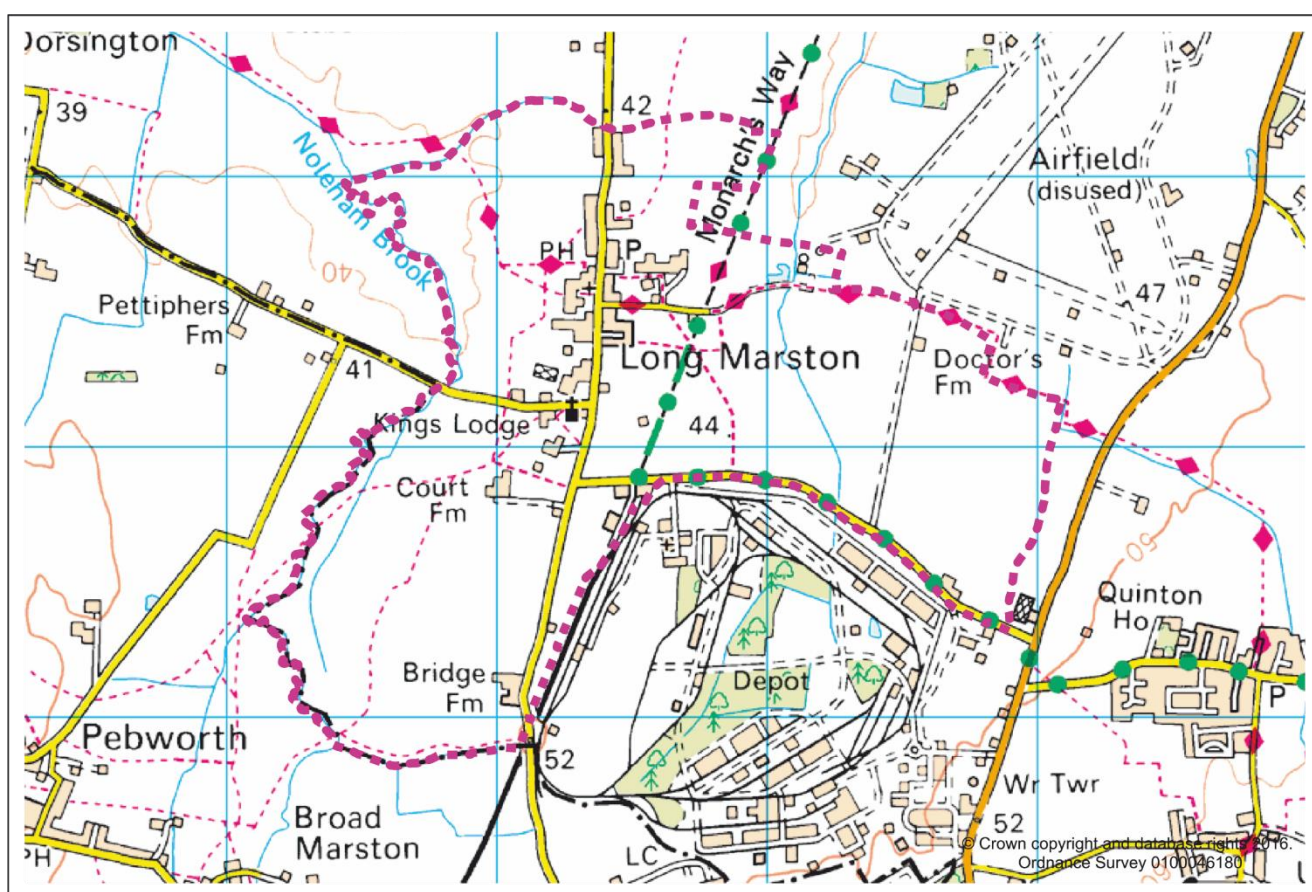 Dorsington
39
42
Monarch's Way
Noleham Brook
Airfield
(disused)
40
PH
P
47
Pettiphers
Fm
41
Long Marston
Doctor's
Fm
Kings Lodge
44
Court
Fm
50
Quinton
Ho
Bridge
Fm
Depot
P
Pebworth
52
Wr Twr
Broad
Marston
52
PH
LC
© Crown copyright and database rights 2016.
Ordnance Survey 0100046180